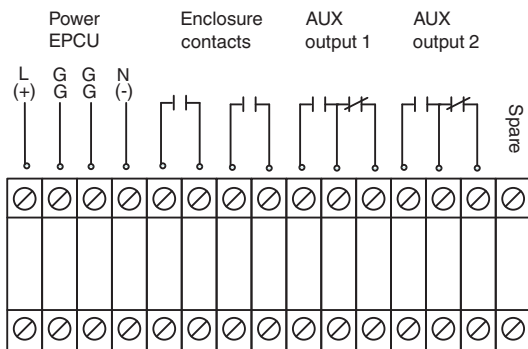 Power
EPCU
Enclosure
contacts
AUX
output 1
AUX
output 2
L
(+)
G
G
G
G
N
(-)
Spare